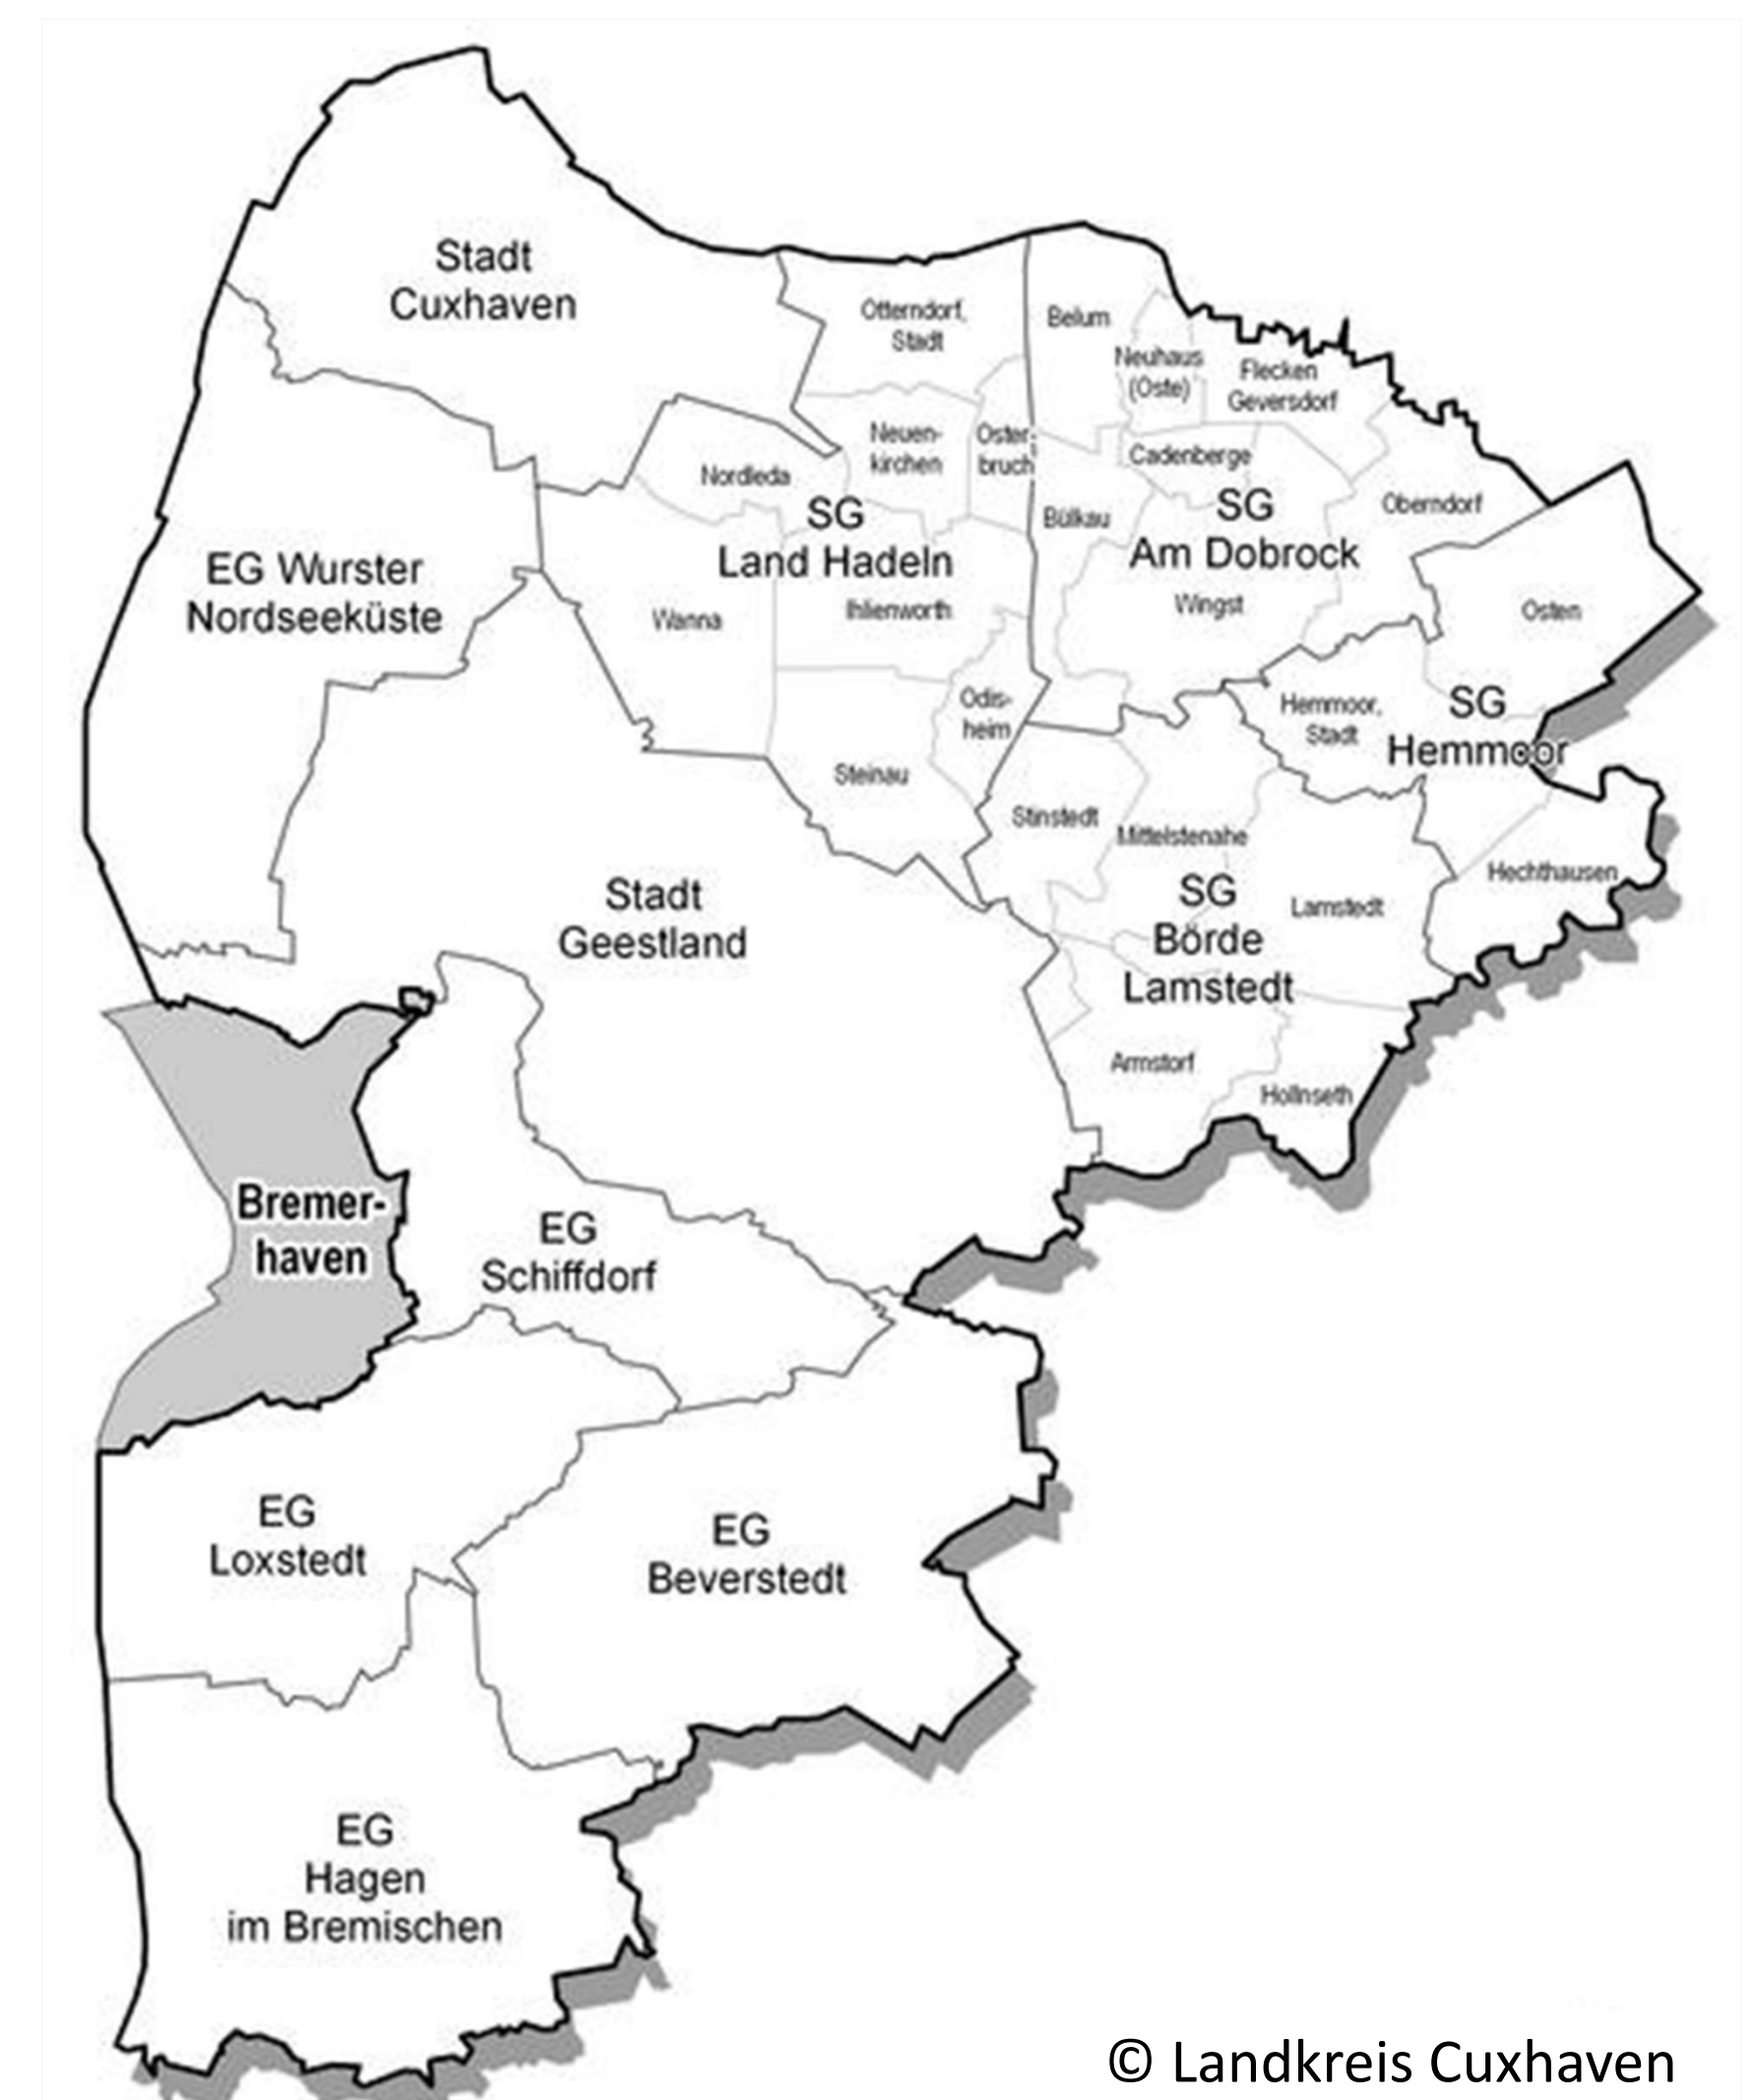 Stadt
Cuxhaven
Otterndorf,
Stadt
Belum
Neuhaus
(Oste)
Flecken
Geversdorf
Neuen-
kirchen
Oster-
bruch
Cadenberge
Nordleda
SG
Land Hadeln
Bülkau
SG
Am Dobrock
Oberndorf
EG Wurster
Nordseeküste
Wanna
Ihlienworth
Wingst
Osten
Odis-
heim
Hemmoor,
Stadt
SG
Hemmoor
Steinau
Stinstedt
Mittelstenahe
Hechthausen
Stadt
Geestland
SG
Börde
Lamstedt
Lamstedt
Armstorf
Hollnseth
Bremer-
haven
EG
Schiffdorf
EG
Loxstedt
EG
Beverstedt
EG
Hagen
im Bremischen
© Landkreis Cuxhaven